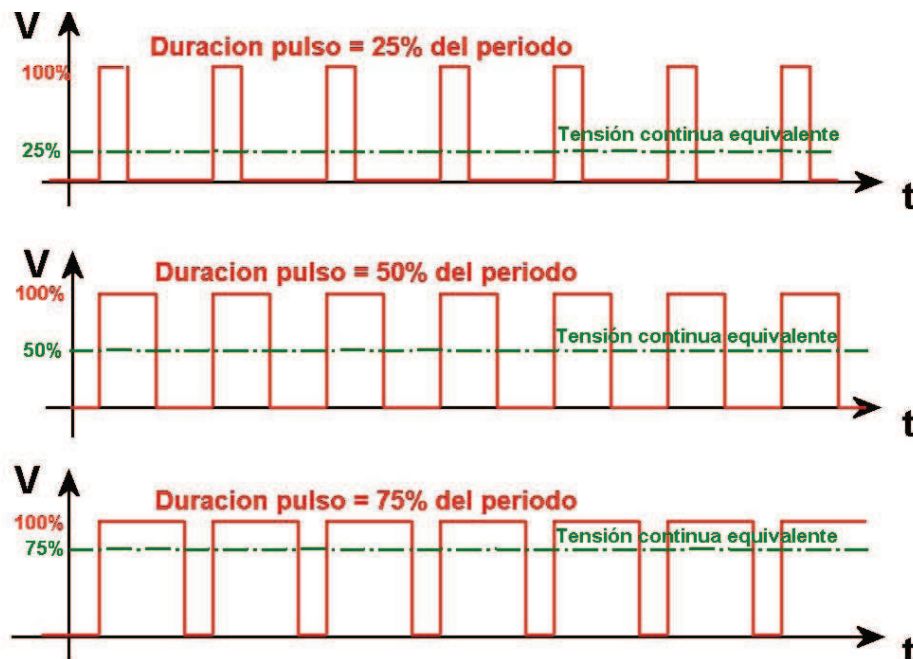 V
Duracion pulso = 25% del periodo
100%
Tensión continua equivalente
25%
t
V
Duracion pulso = 50% del periodo
100%
Tensión continua equivalente
50%
t
V
Duracion pulso = 75% del periodo
100%
Tensión continua equivalente
75%
t